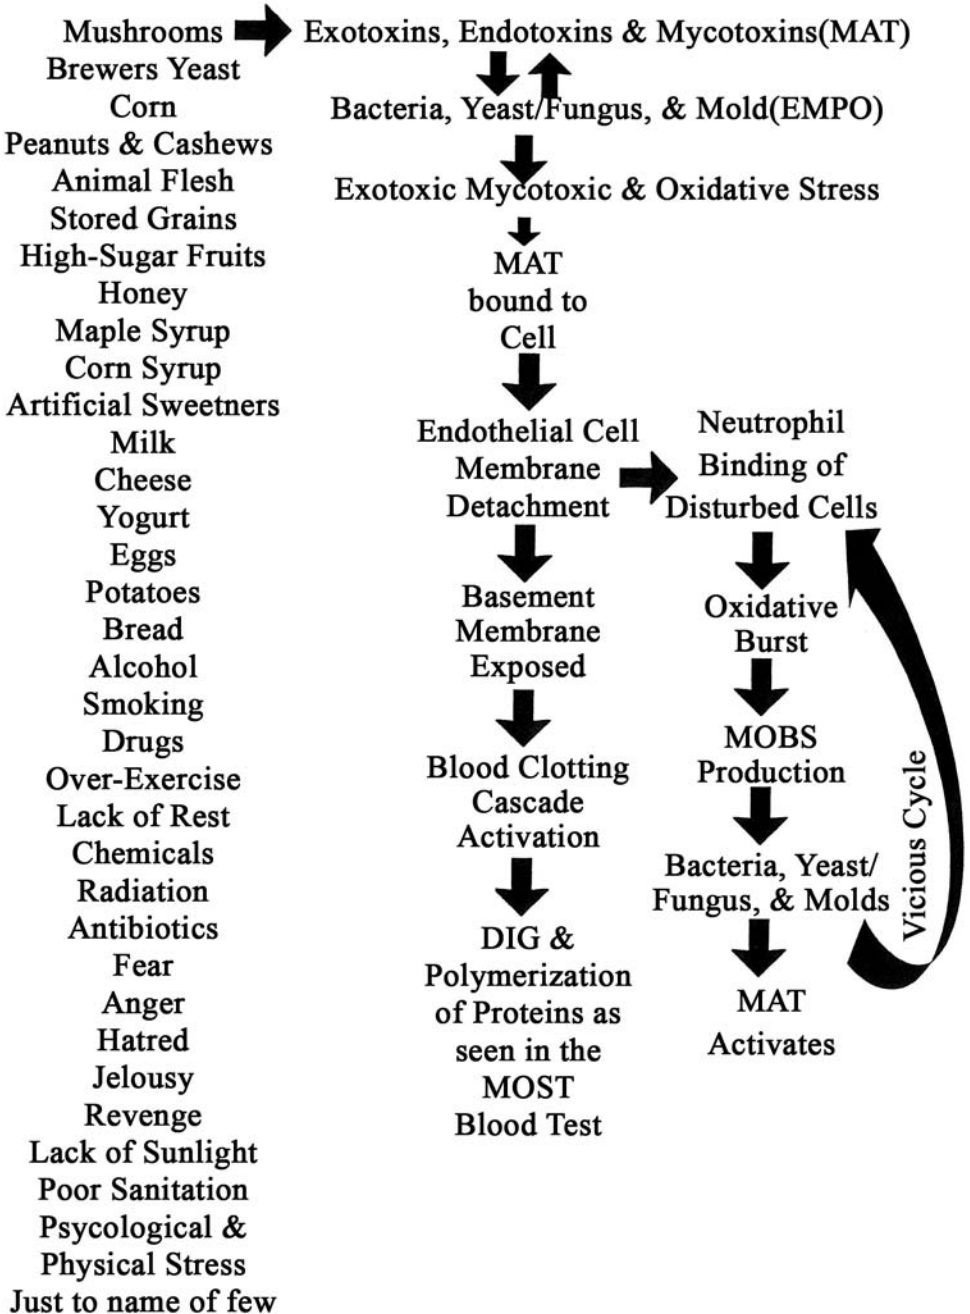 Mushrooms
Brewers Yeast
Corn
Peanuts & Cashews
Animal Flesh
Stored Grains
High-Sugar Fruits
Honey
Maple Syrup
Corn Syrup
Artificial Sweetners
Milk
Cheese
Yogurt
Eggs
Potatoes
Bread
Alcohol
Smoking
Drugs
Over-Exercise
Lack of Rest
Chemicals
Radiation
Antibiotics
Fear
Anger
Hatred
Jelousy
Revenge
Lack of Sunlight
Poor Sanitation
Psycological &
Physical Stress
Just to name of few
Exotoxins, Endotoxins & Mycotoxins(MAT)
Bacteria, Yeast/Fungus, & Mold(EMPO)
Exotoxic Mycotoxic & Oxidative Stress
MAT
bound to
Cell
Endothelial Cell
Membrane
Detachment
Basement
Membrane
Exposed
Blood Clotting
Cascade
Activation
DIG &
Polymerization
of Proteins as
seen in the
MOST
Blood Test
Neutrophil
Binding of
Disturbed Cells
Oxidative
Burst
MOBS
Production
Bacteria, Yeast/
Fungus, & Molds
MAT
Activates
Vicious Cycle